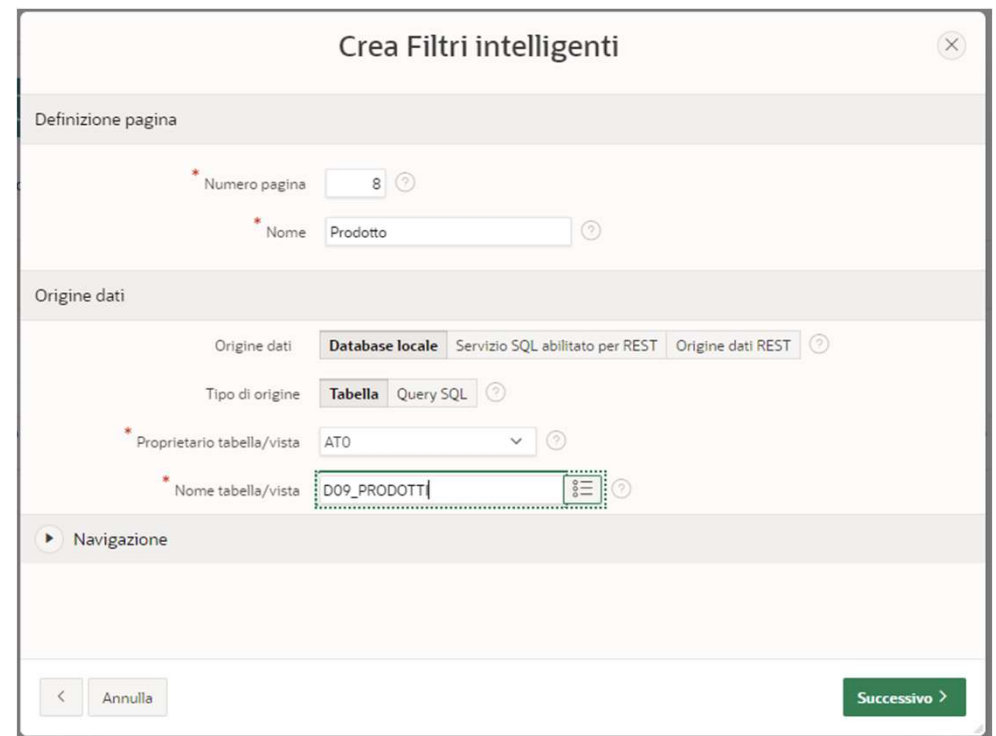 Crea Filtri intelligenti
Definizione pagina
* Numero pagina 8 ?
* Nome Prodotto ?
Origine dati
Origine dati Database locale Servizio SQL abilitato per REST Origine dati REST ?
Tipo di origine Tabella Query SQL ?
* Proprietario tabella/vista AT0 ?
* Nome tabella/vista D09_PRODOTTI ?
Navigazione
< Annulla Successivo >